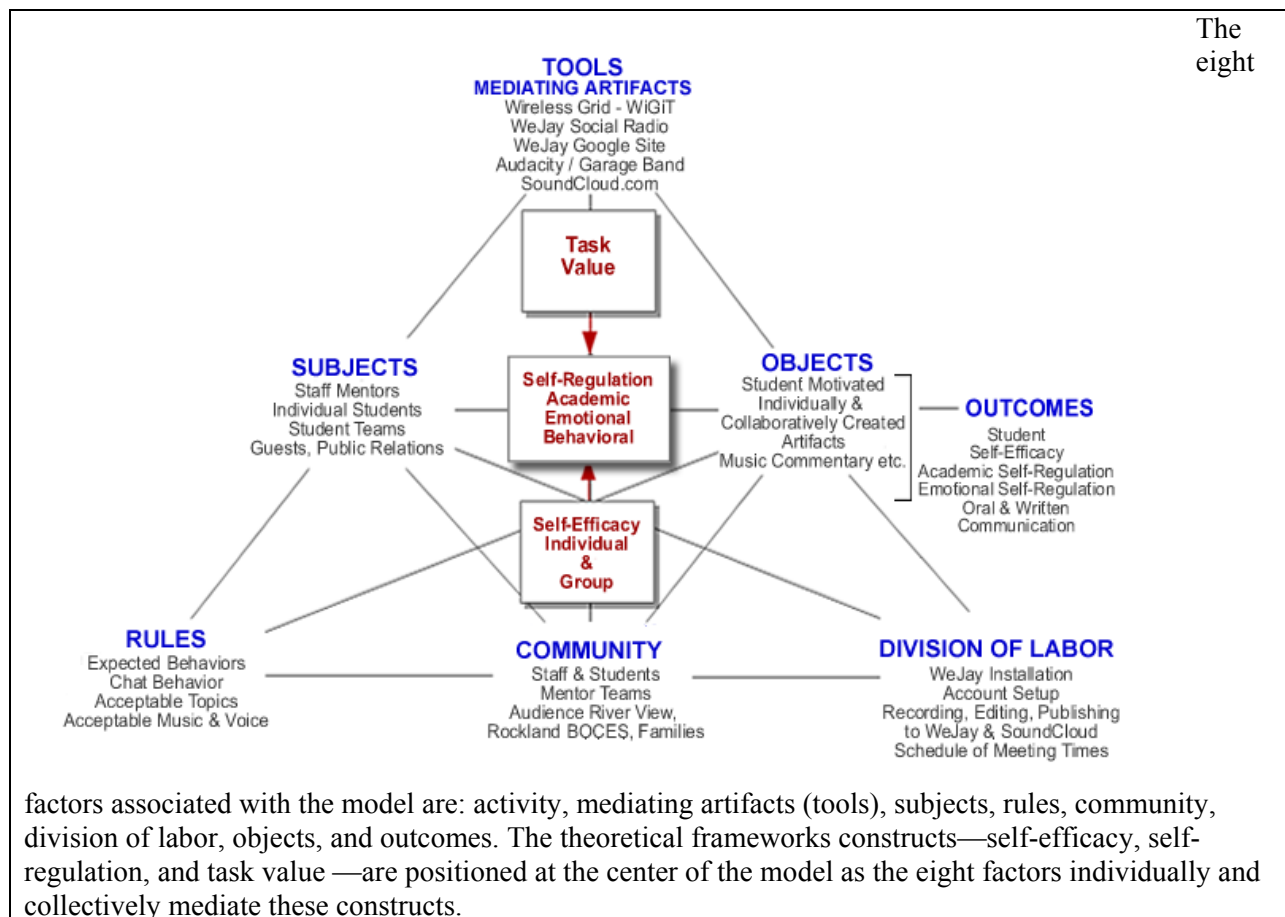 The
eight
TOOLS
MEDIATING ARTIFACTS
Wireless Grid - WiGiT
WeJay Social Radio
WeJay Google Site
Audacity / Garage Band
SoundCloud.com
Task
Value
SUBJECTS
Staff Mentors
Individual Students
Student Teams
Guests, Public Relations
Self-Regulation
Academic
Emotional
Behavioral
OBJECTS
Student Motivated
Individually &
Collaboratively Created
Artifacts
Music Commentary etc.
OUTCOMES
Student
Self-Efficacy
Academic Self-Regulation
Emotional Self-Regulation
Oral & Written
Communication
Self-Efficacy
Individual
&
Group
RULES
Expected Behaviors
Chat Behavior
Acceptable Topics
Acceptable Music & Voice
COMMUNITY
Staff & Students
Mentor Teams
Audience River View,
Rockland BOCES, Families
DIVISION OF LABOR
WeJay Installation
Account Setup
Recording, Editing, Publishing
to WeJay & SoundCloud
Schedule of Meeting Times
factors associated with the model are: activity, mediating artifacts (tools), subjects, rules, community,
division of labor, objects, and outcomes. The theoretical frameworks constructs—self-efficacy, self-
regulation, and task value —are positioned at the center of the model as the eight factors individually and
collectively mediate these constructs.